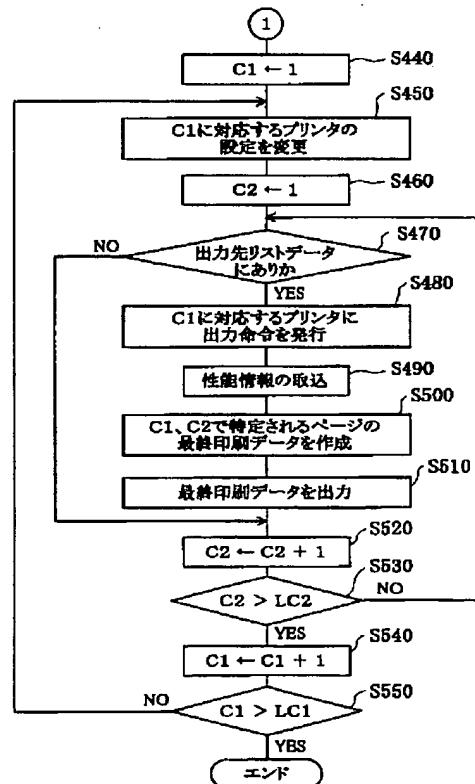 1
C1 ← 1
S440
S450
C1に対応するプリンタの
設定を変更
S460
C2 ← 1
S470
NO
出力先リストデータ
にありか
YES
S480
C1に対応するプリンタに
出力命令を発行
S490
性能情報の取込
S500
C1、C2で特定されるページの
最終印刷データを作成
S510
最終印刷データを出力
S520
C2 ← C2 + 1
S530
C2 > LC2
NO
YES
S540
C1 ← C1 + 1
S550
NO
C1 > LC1
YES
エンド